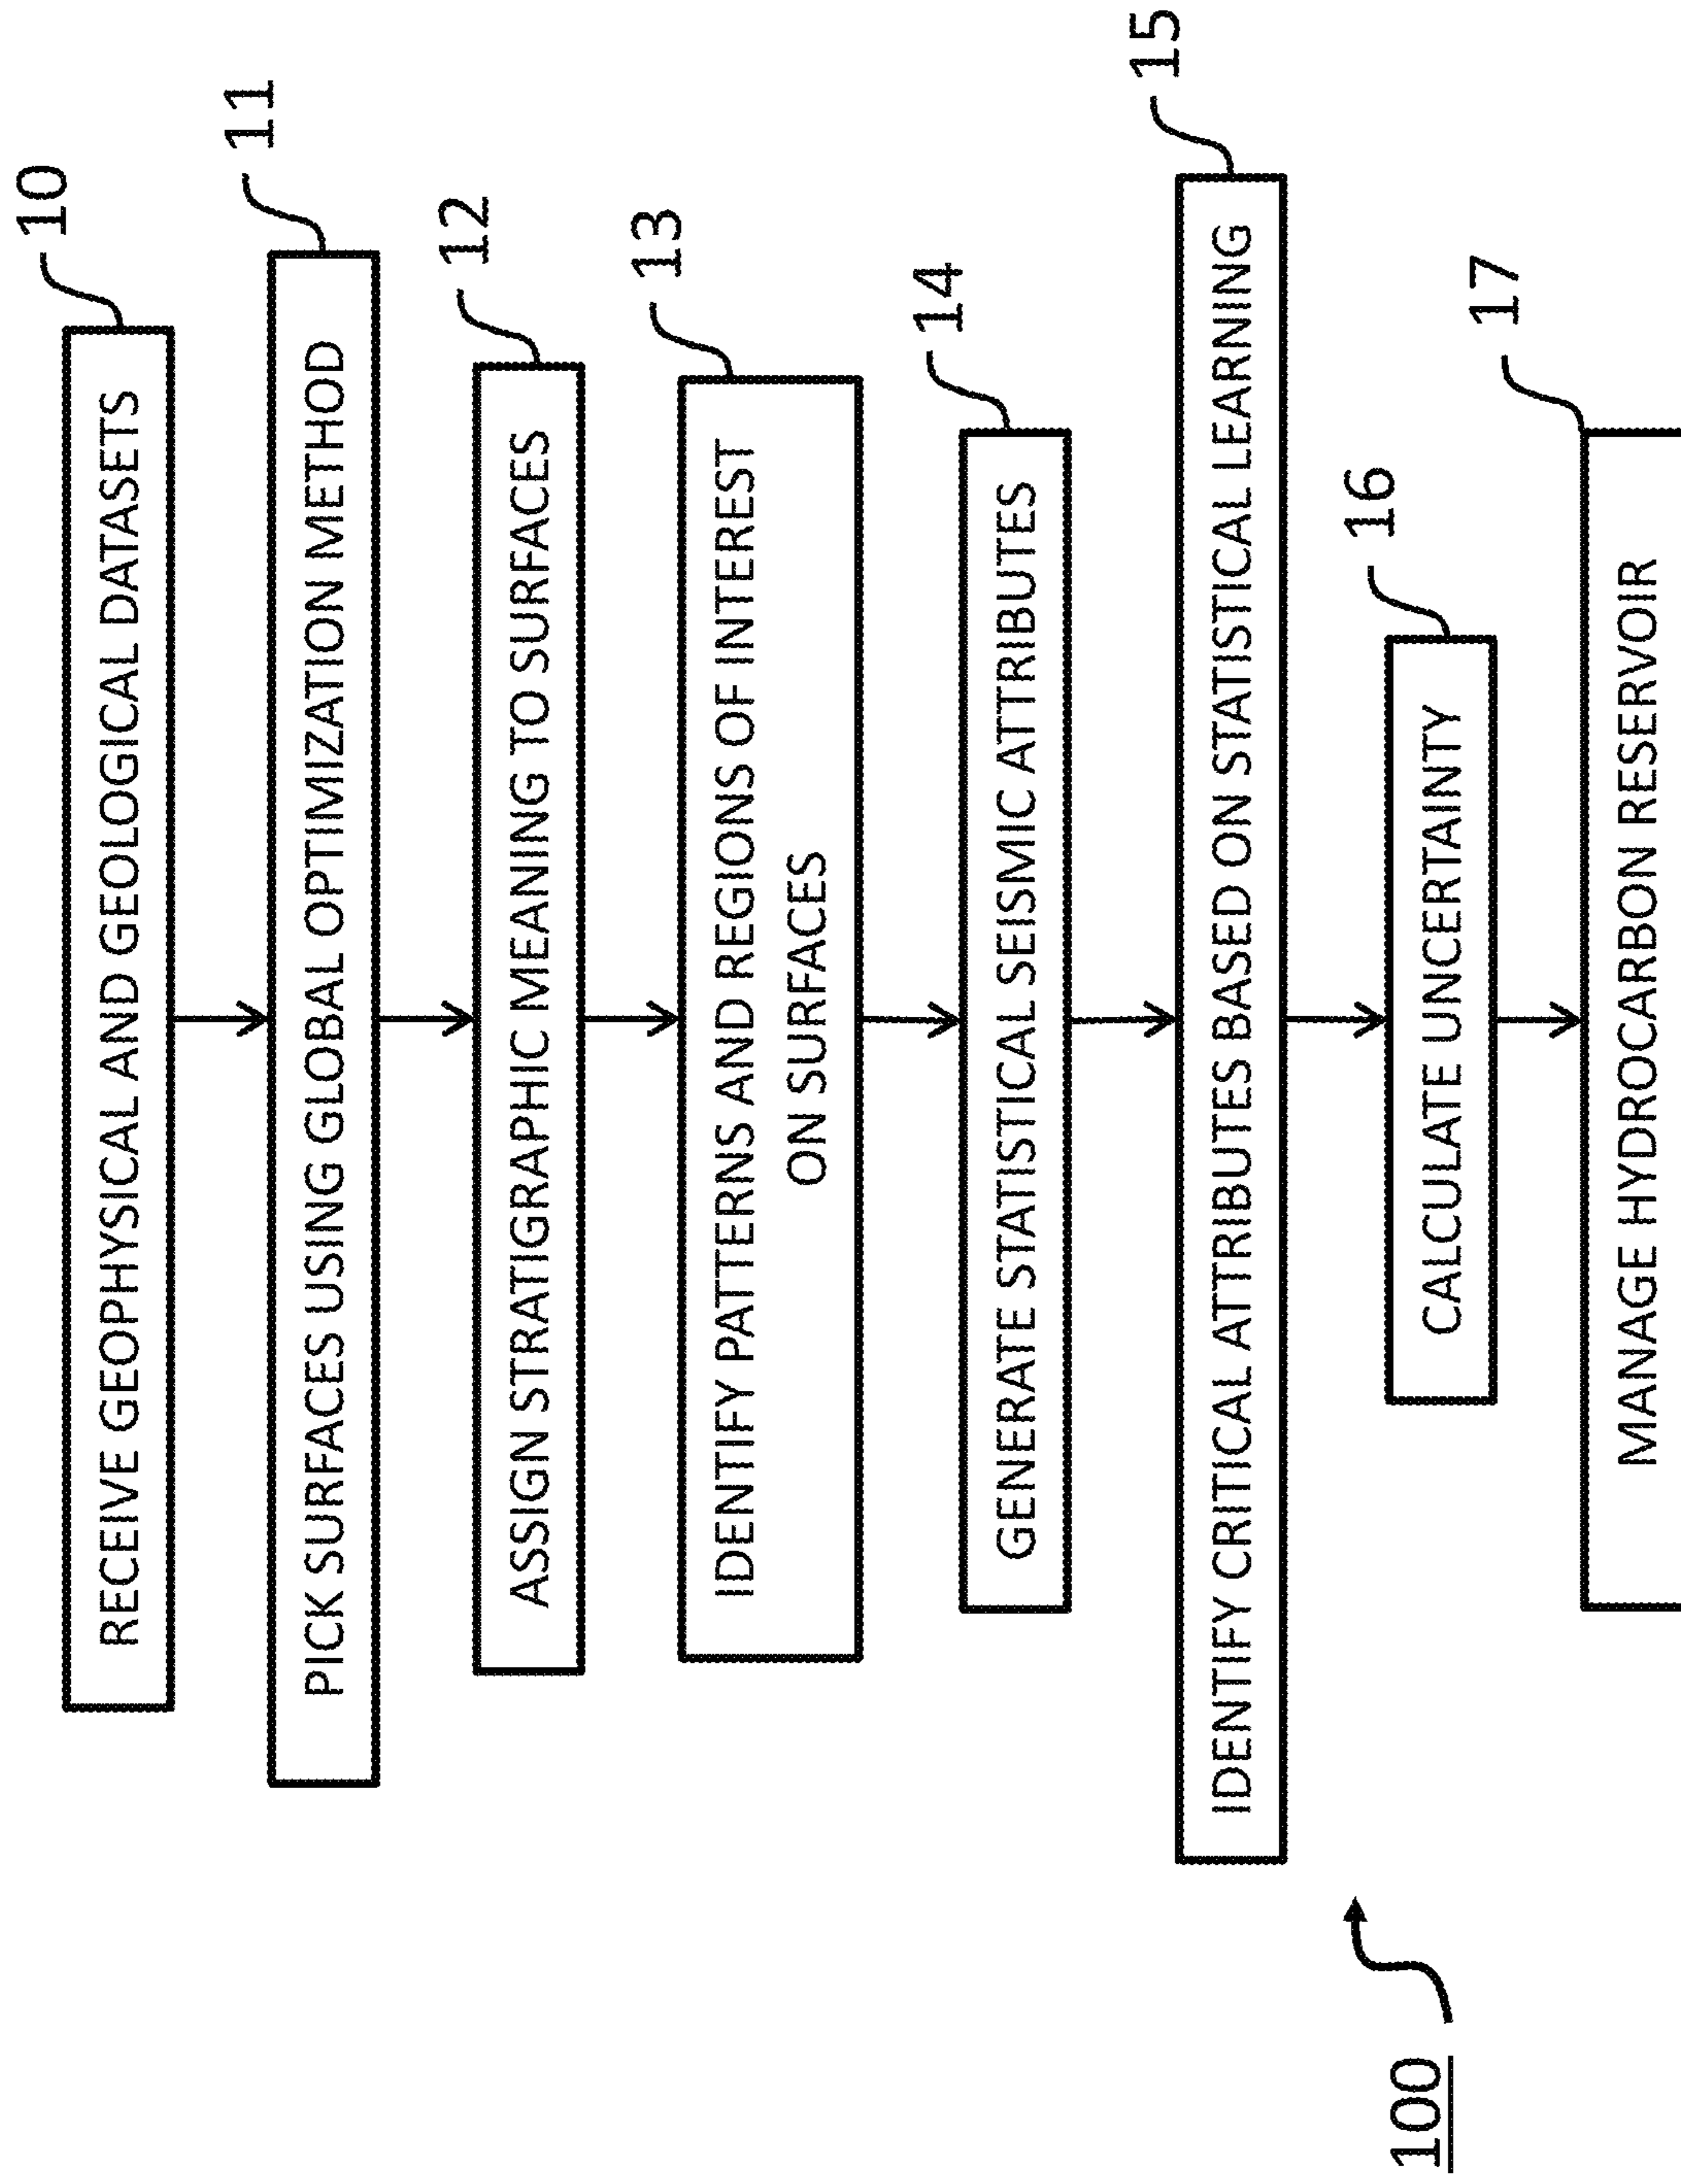 RECEIVE GEOPHYSICAL AND GEOLOGICAL DATASETS
10
PICK SURFACES USING GLOBAL OPTIMIZATION METHOD
11
ASSIGN STRATIGRAPHIC MEANING TO SURFACES
12
IDENTIFY PATTERNS AND REGIONS OF INTEREST
ON SURFACES
13
GENERATE STATISTICAL SEISMIC ATTRIBUTES
14
IDENTIFY CRITICAL ATTRIBUTES BASED ON STATISTICAL LEARNING
15
CALCULATE UNCERTAINTY
16
MANAGE HYDROCARBON RESERVOIR
17
100